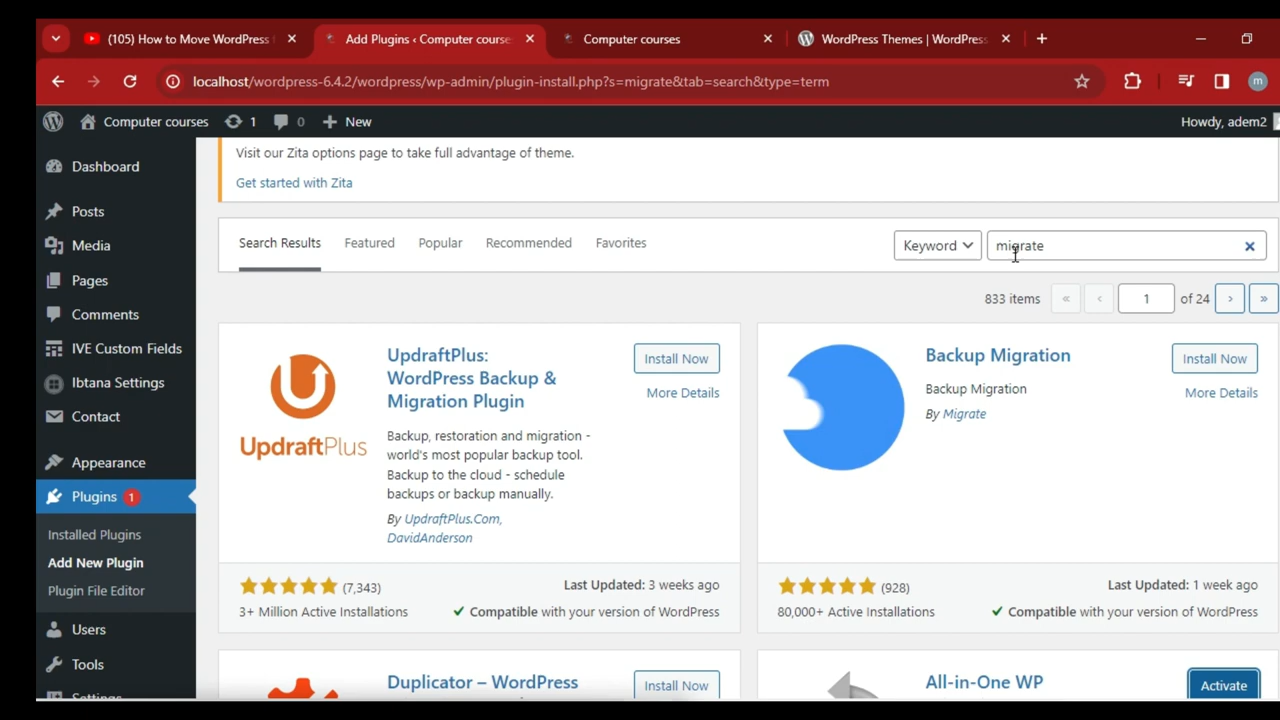 (105) How to Move WordPress
Add Plugins ‹ Computer course
Computer courses
WordPress Themes | WordPress
localhost/wordpress-6.4.2/wordpress/wp-admin/plugin-install.php?s=migrate&tab=search&type=term
m
Computer courses
1
0
New
Howdy, adem2
Dashboard
Posts
Media
Pages
Comments
IVE Custom Fields
Ibtana Settings
Contact
Appearance
Plugins 1
Installed Plugins
Add New Plugin
Plugin File Editor
Users
Tools
Settings
Visit our Zita options page to take full advantage of theme.
Get started with Zita
Search Results
Featured
Popular
Recommended
Favorites
Keyword
migrate
833 items
«
‹
1
of 24
›
»
UpdraftPlus
UpdraftPlus:
WordPress Backup &
Migration Plugin
Install Now
More Details
Backup, restoration and migration -
world's most popular backup tool.
Backup to the cloud - schedule
backups or backup manually.
By UpdraftPlus.Com,
DavidAnderson
(7,343)
Last Updated: 3 weeks ago
3+ Million Active Installations
Compatible with your version of WordPress
Backup Migration
Install Now
Backup Migration
More Details
By Migrate
(928)
Last Updated: 1 week ago
80,000+ Active Installations
Compatible with your version of WordPress
Duplicator – WordPress
Install Now
All-in-One WP
Activate